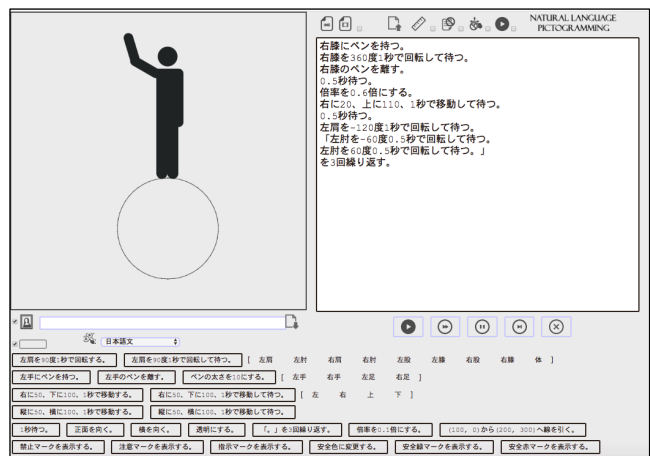 NATURAL LANGUAGE
PICTOGRAMMING
右膝にペンを持つ。
右膝を360度1秒で回転して待つ。
右膝のペンを離す。
0.5秒待つ。
倍率を0.6倍にする。
右に20、上に110、1秒で移動して待つ。
0.5秒待つ。
左肩を-120度1秒で回転して待つ。
「左肘を-60度0.5秒で回転して待つ。
左肘を60度0.5秒で回転して待つ。」
を3回繰り返す。
日本語文
左肩を90度1秒で回転する。 左肩を90度1秒で回転して待つ。 [ 左肩 左肘 右肩 右肘 左股 左膝 右股 右膝 体 ]
左手にペンを持つ。 左手のペンを離す。 ペンの太さを10にする。 [ 左手 右手 左足 右足 ]
右に50、下に100、1秒で移動する。 右に50、下に100、1秒で移動して待つ。 [ 左 右 上 下 ]
縦に50、横に100、1秒で移動する。 縦に50、横に100、1秒で移動して待つ。
1秒待つ。 正面を向く。 横を向く。 透明にする。 「。」を3回繰り返す。 倍率を0.1倍にする。 (100, 0)から(200, 300)へ線を引く。
禁止マークを表示する。 注意マークを表示する。 指示マークを表示する。 安全色に変更する。 安全緑マークを表示する。 安全赤マークを表示する。